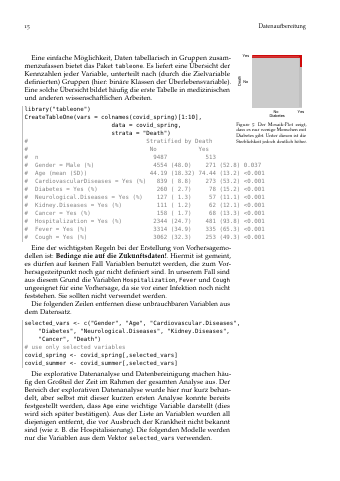 15
Datenaufbereitung
Eine einfache Möglichkeit, Daten tabellarisch in Gruppen zusam-
menzufassen bietet das Paket tableone. Es liefert eine Übersicht der
Kennzahlen jeder Variable, unterteilt nach (durch die Zielvariable
definierten) Gruppen (hier: binäre Klassen der Überlebensvariable).
Eine solche Übersicht bildet häufig die erste Tabelle in medizinischen
und anderen wissenschaftlichen Arbeiten.
library("tableone")
CreateTableOne(vars = colnames(covid_spring)[1:10],
data = covid_spring,
strata = "Death")
# Stratified by Death
# No Yes
# n 9487 513
# Gender = Male (%) 4554 (48.0) 271 (52.8) 0.037
# Age (mean (SD)) 44.19 (18.32) 74.44 (13.2) <0.001
# CardiovascularDiseases = Yes (%) 839 ( 8.8) 273 (53.2) <0.001
# Diabetes = Yes (%) 260 ( 2.7) 78 (15.2) <0.001
# Neurological.Diseases = Yes (%) 127 ( 1.3) 57 (11.1) <0.001
# Kidney.Diseases = Yes (%) 111 ( 1.2) 62 (12.1) <0.001
# Cancer = Yes (%) 158 ( 1.7) 68 (13.3) <0.001
# Hospitalization = Yes (%) 2344 (24.7) 481 (93.8) <0.001
# Fever = Yes (%) 3314 (34.9) 335 (65.3) <0.001
# Cough = Yes (%) 3062 (32.3) 253 (49.3) <0.001
Eine der wichtigsten Regeln bei der Erstellung von Vorhersagemo-
dellen ist: Bedinge nie auf die Zukunftsdaten!. Hiermit ist gemeint,
es dürfen auf keinen Fall Variablen benutzt werden, die zum Vor-
hersagezeitpunkt noch gar nicht definiert sind. In unserem Fall sind
aus diesem Grund die Variablen Hospitalization, Fever und Cough
ungeeignet für eine Vorhersage, da sie vor einer Infektion noch nicht
feststehen. Sie sollten nicht verwendet werden.
Die folgenden Zeilen entfernen diese unbrauchbaren Variablen aus
dem Datensatz.
selected_vars <- c("Gender", "Age", "Cardiovascular.Diseases",
"Diabetes", "Neurological.Diseases", "Kidney.Diseases",
"Cancer", "Death")
# use only selected variables
covid_spring <- covid_spring[,selected_vars]
covid_summer <- covid_summer[,selected_vars]
Die explorative Datenanalyse und Datenbereinigung machen häu-
fig den Großteil der Zeit im Rahmen der gesamten Analyse aus. Der
Bereich der explorativen Datenanalyse wurde hier nur kurz behan-
delt, aber selbst mit dieser kurzen ersten Analyse konnte bereits
festgestellt werden, dass Age eine wichtige Variable darstellt (dies
wird sich später bestätigen). Aus der Liste an Variablen wurden all
diejenigen entfernt, die vor Ausbruch der Krankheit nicht bekannt
sind (wie z. B. die Hospitalisierung). Die folgenden Modelle werden
nur die Variablen aus dem Vektor selected_vars verwenden.
Yes
Death
No
No Yes
Diabetes
Figure 5: Der Mosaik-Plot zeigt,
dass es nur wenige Menschen mit
Diabetes gibt. Unter diesen ist die
Sterblichkeit jedoch deutlich höher.